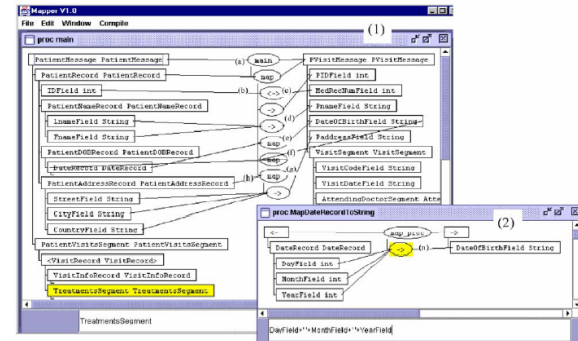 Mapper V1.0
File Edit Window Compile
(1)
proc main
PatientMessage PatientMessage (a) main PVisitMessage PVisitMessage
PatientRecord PatientRecord map PIDField int
IDField int (b) <-> (c) MedRecNumField int
PatientNameRecord PatientNameRecord -> PnameField String
LnameField String -> (d) DateOfBirthField String
FnameField String (e) PaddressField String
PatientDOBRecord PatientDOBRecord map (f) VisitSegment VisitSegment
DateRecord DateRecord map (g) VisitCodeField String
PatientAddressRecord PatientAddressRecord (h) map VisitDateField String
StreetField String -> AttendingDoctorSegment Atte
CityField String
CountryField String
PatientVisitsSegment PatientVisitsSegment
<VisitRecord VisitRecord>
VisitInfoRecord VisitInfoRecord
TreatmentsSegment TreatmentsSegment
TreatmentsSegment
proc MapDateRecordToString (2)
<- map_proc ->
DateRecord DateRecord -> (n) DateOfBirthField String
DayField int
MonthField int
YearField int
DayField+''+MonthField+''+YearField